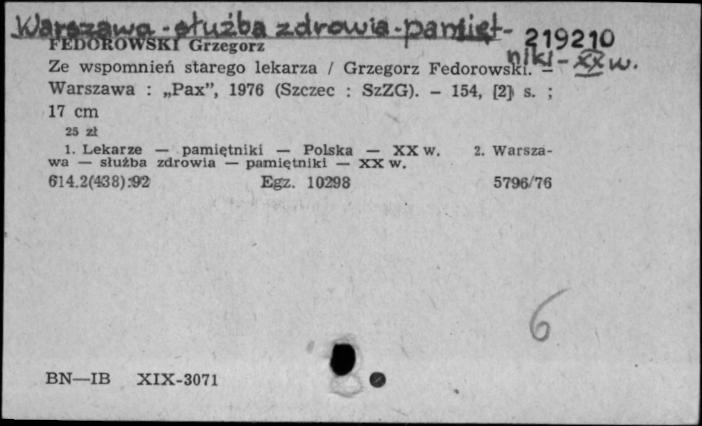 Warszawa - służba zdrowia - pamięt-
niki - XX w.
219210
FEDOROWSKI Grzegorz
Ze wspomnień starego lekarza / Grzegorz Fedorowski. —
Warszawa : „Pax”, 1976 (Szczec : SzZG). – 154, [2] s. ;
17 cm
25 zł
1. Lekarze — pamiętniki — Polska — XX w. 2. Warsza-
wa — służba zdrowia — pamiętniki — XX w.
614.2(438):92 Egz. 10298 5796/76
6
BN—IB XIX-3071